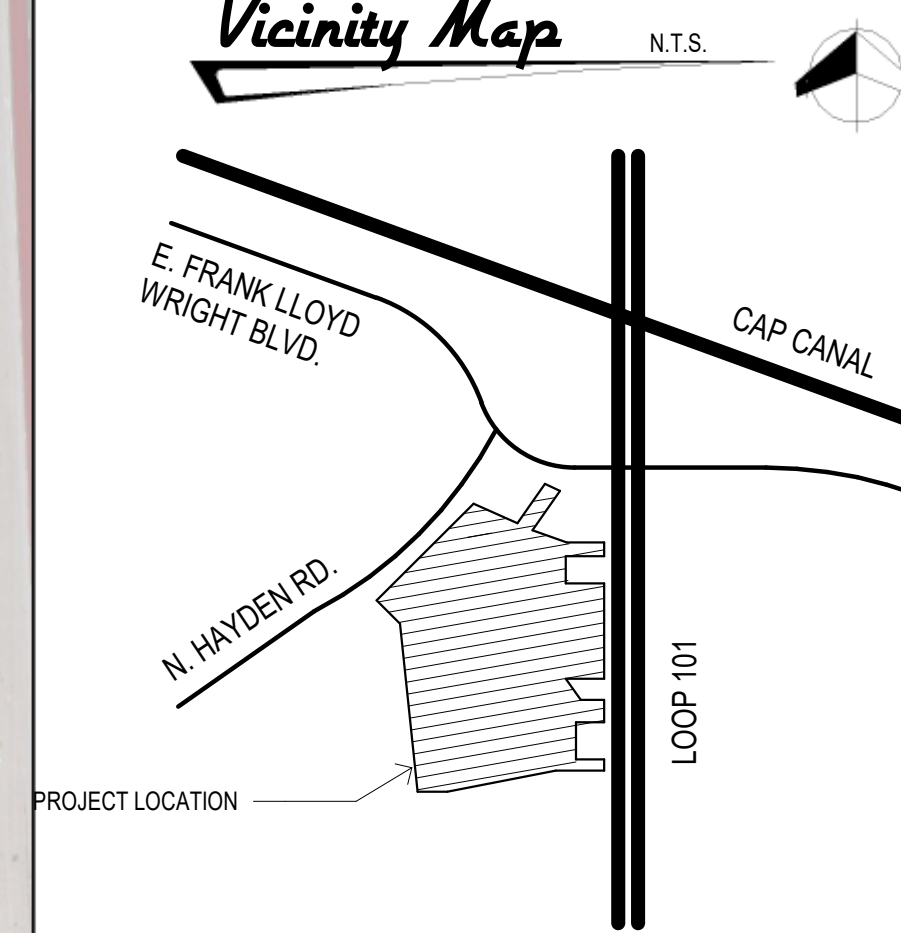 Vicinity Map
N.T.S.
E. FRANK LLOYD
WRIGHT BLVD.
CAP CANAL
N. HAYDEN RD.
LOOP 101
PROJECT LOCATION